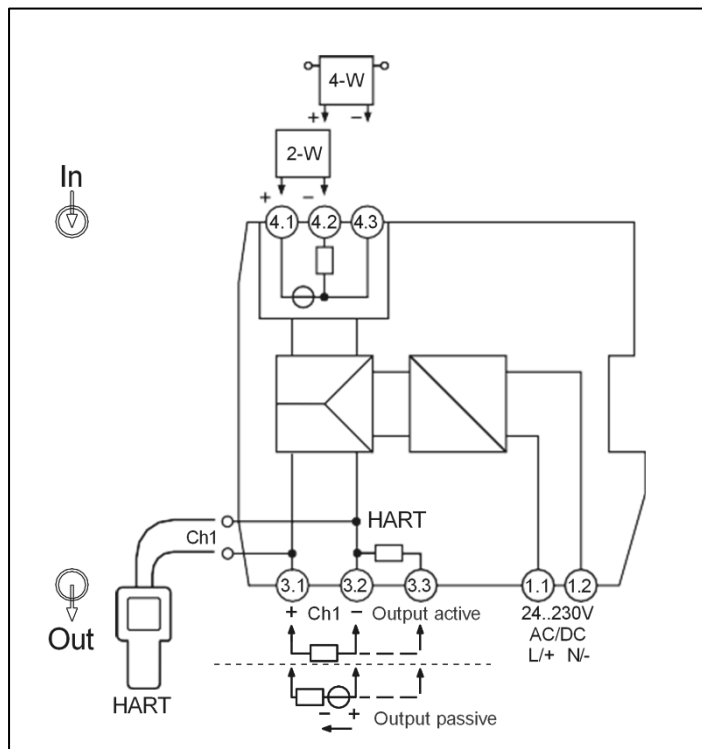 4-W
+ −
2-W
+ −
In
4.1 4.2 4.3
HART
Ch1
3.1 3.2 3.3 1.1 1.2
+ Ch1 − Output active
24..230V
AC/DC
L/+ N/-
Out
HART
− +
Output passive